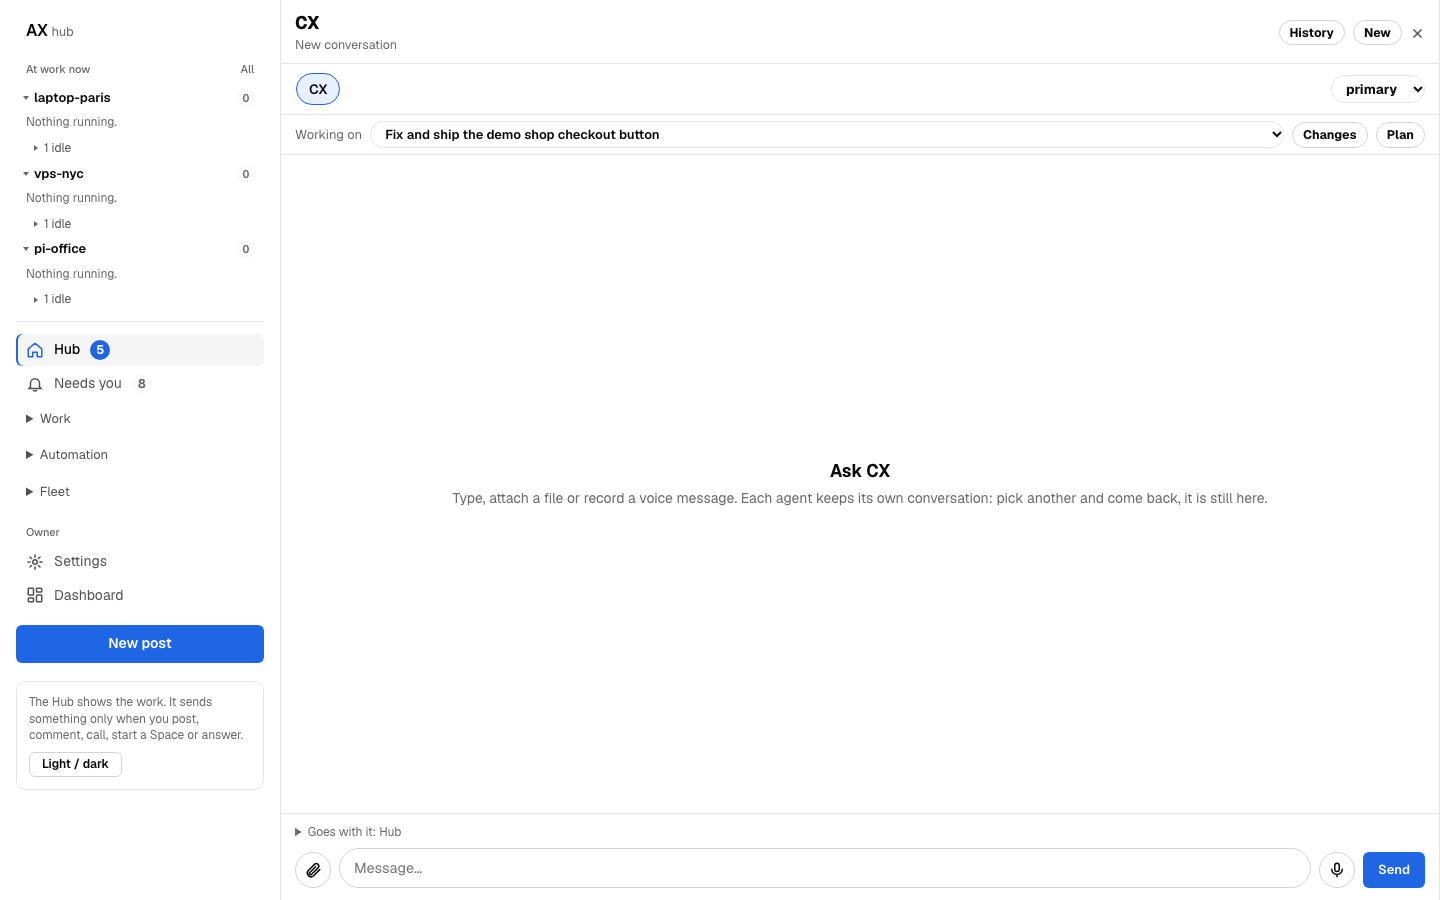 AX hub
At work now
All
laptop-paris
0
Nothing running.
1 idle
vps-nyc
0
Nothing running.
1 idle
pi-office
0
Nothing running.
1 idle
Hub
5
Needs you
8
Work
Automation
Fleet
Owner
Settings
Dashboard
New post
The Hub shows the work. It sends
something only when you post,
comment, call, start a Space or answer.
Light / dark
CX
New conversation
History
New
CX
primary
Working on
Fix and ship the demo shop checkout button
Changes
Plan
Ask CX
Type, attach a file or record a voice message. Each agent keeps its own conversation: pick another and come back, it is still here.
Goes with it: Hub
Message...
Send